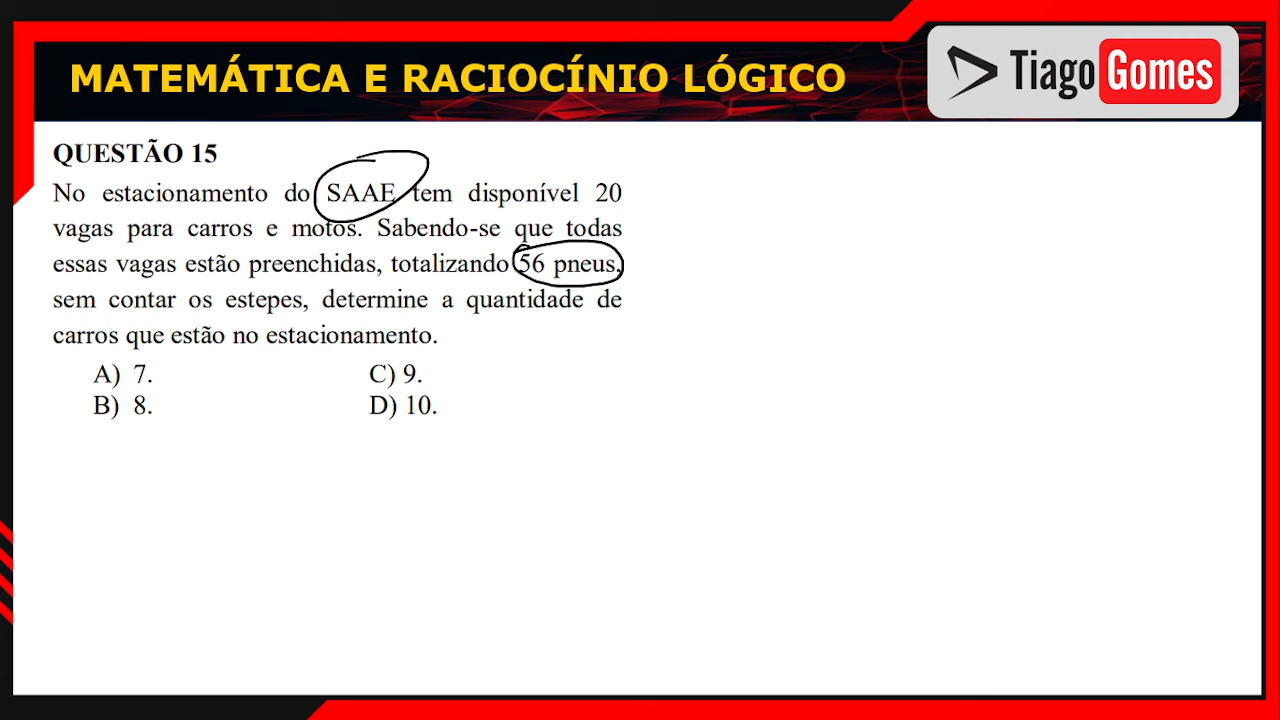 MATEMÁTICA E RACIOCÍNIO LÓGICO
Tiago Gomes
QUESTÃO 15
No estacionamento do SAAE tem disponível 20
vagas para carros e motos. Sabendo-se que todas
essas vagas estão preenchidas, totalizando 56 pneus,
sem contar os estepes, determine a quantidade de
carros que estão no estacionamento.
A) 7. C) 9.
B) 8. D) 10.